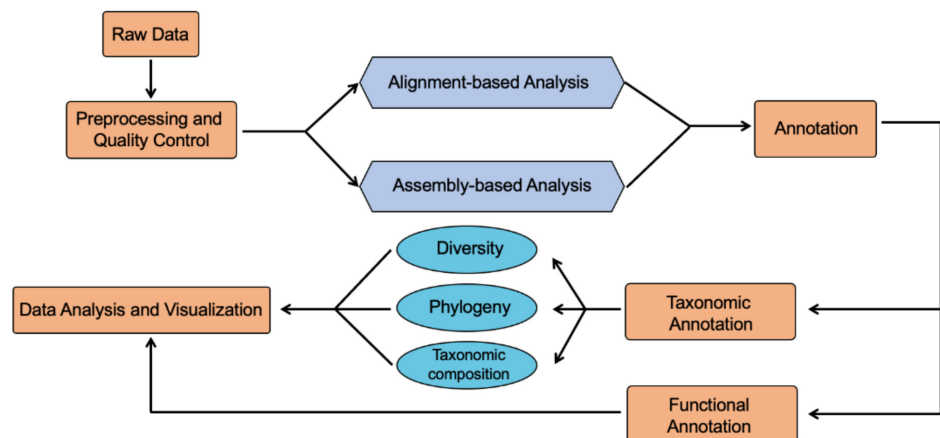 Raw Data
Preprocessing and
Quality Control
Alignment-based Analysis
Assembly-based Analysis
Annotation
Taxonomic
Annotation
Functional
Annotation
Diversity
Phylogeny
Taxonomic
composition
Data Analysis and Visualization